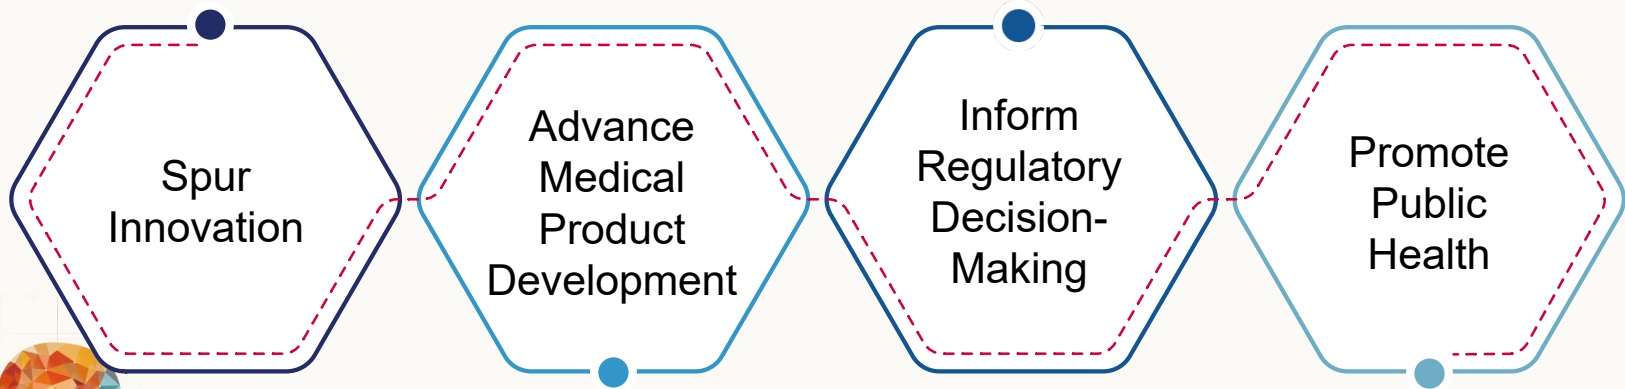 Spur
Innovation
Advance
Medical
Product
Development
Inform
Regulatory
Decision-
Making
Promote
Public
Health